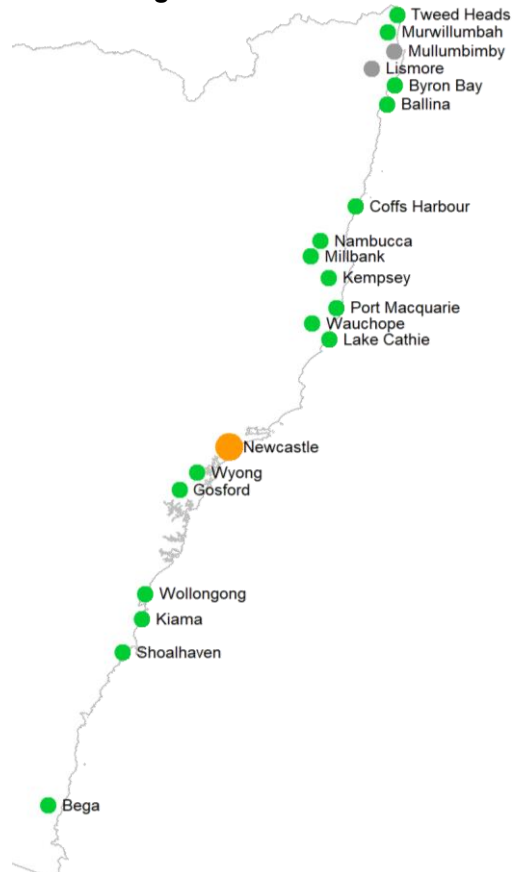 Tweed Heads
Murwillumbah
Mullumbimby
Lismore
Byron Bay
Ballina
Coffs Harbour
Nambucca
Millbank
Kempsey
Port Macquarie
Wauchope
Lake Cathie
Newcastle
Wyong
Gosford
Wollongong
Kiama
Shoalhaven
Bega